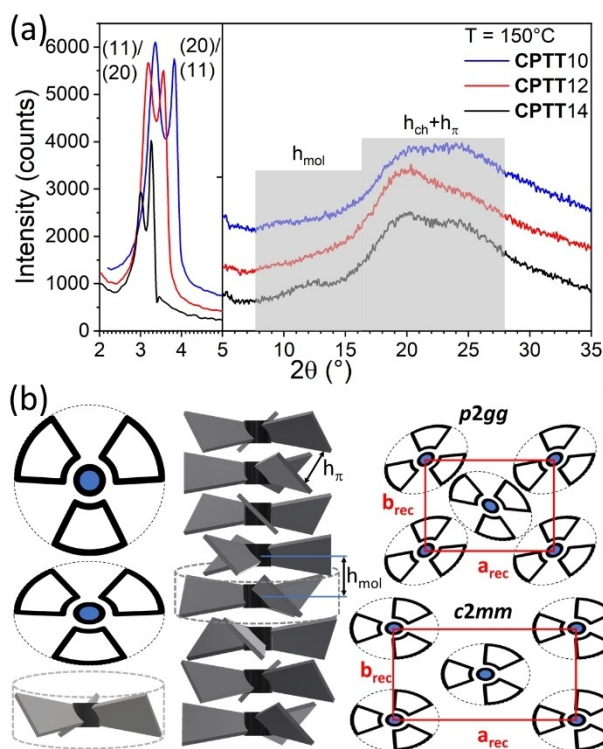 (a)
(11)/
(20)
(20)/
(11)
T = 150°C
CPTT10
CPTT12
CPTT14
h_mol
h_ch+h_π
Intensity (counts)
6000
5000
4000
3000
2000
1000
0
2 3 4 5 10 15 20 25 30 35
2θ (°)
(b)
h_π
h_mol
p2gg
b_rec
a_rec
c2mm
b_rec
a_rec